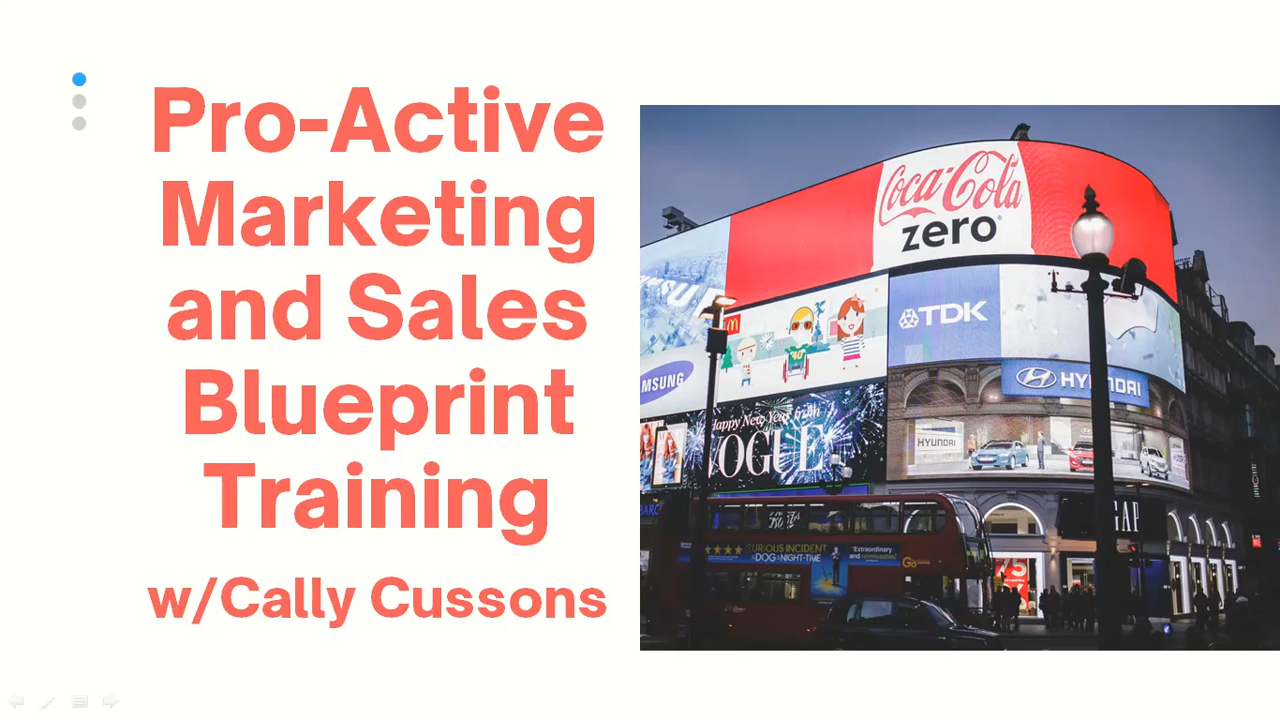 Pro-Active
Marketing
and Sales
Blueprint
Training
w/Cally Cussons
Coca-Cola
zero
TDK
HYUNDAI
SAMSUNG
Happy New Year from
VOGUE
HYUNDAI
GAP
CURIOUS INCIDENT
DOG
NIGHT-TIME
'Extraordinary
Go